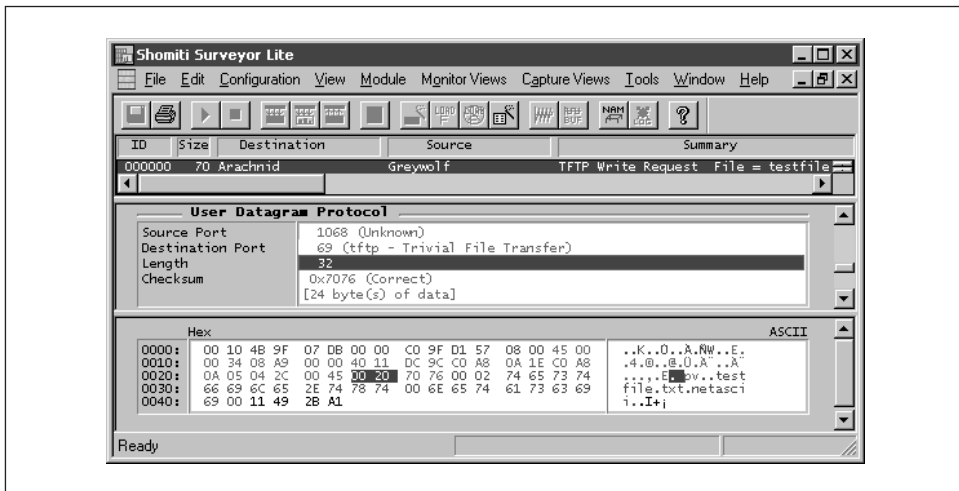 Shomiti Surveyor Lite
File Edit Configuration View Module Monitor Views Capture Views Tools Window Help
ID Size Destination Source Summary
000000 70 Arachnid Greywolf TFTP Write Request File = testfile
User Datagram Protocol
Source Port 1068 (Unknown)
Destination Port 69 (tftp - Trivial File Transfer)
Length 32
Checksum 0x7076 (Correct)
[24 byte(s) of data]
Hex ASCII
0000: 00 10 4B 9F 07 DB 00 00 C0 9F D1 57 08 00 45 00 ..K..Û..À.ÑW..E.
0010: 00 34 08 A9 00 00 40 11 DC 9C C0 A8 0A 1E C0 A8 .4.©..@.Ü.À¨..À¨
0020: 0A 05 04 2C 00 45 00 20 70 76 00 02 74 65 73 74 ...,.E. pv..test
0030: 66 69 6C 65 2E 74 78 74 00 6E 65 74 61 73 63 69 file.txt.netasci
0040: 69 00 11 49 2B A1 i..I+¡
Ready